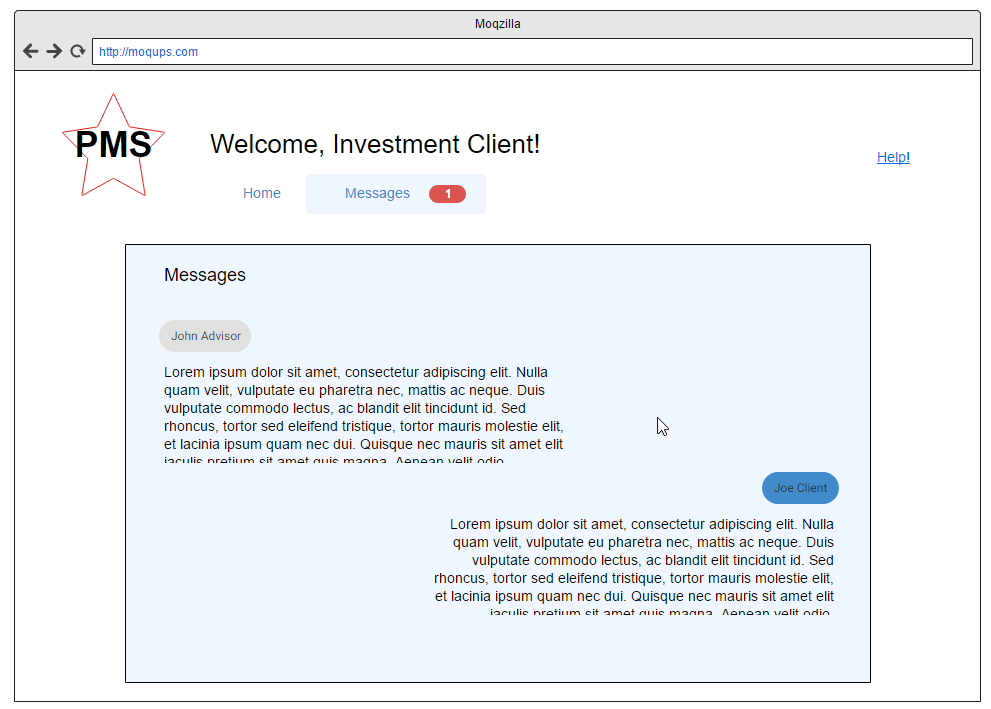 Moqzilla
http://moqups.com
PMS
Welcome, Investment Client!
Help!
Home
Messages
1
Messages
John Advisor
Lorem ipsum dolor sit amet, consectetur adipiscing elit. Nulla
quam velit, vulputate eu pharetra nec, mattis ac neque. Duis
vulputate commodo lectus, ac blandit elit tincidunt id. Sed
rhoncus, tortor sed eleifend tristique, tortor mauris molestie elit,
et lacinia ipsum quam nec dui. Quisque nec mauris sit amet elit
iaculis pretium sit amet quis magna. Aenean velit odio
Joe Client
Lorem ipsum dolor sit amet, consectetur adipiscing elit. Nulla
quam velit, vulputate eu pharetra nec, mattis ac neque. Duis
vulputate commodo lectus, ac blandit elit tincidunt id. Sed
rhoncus, tortor sed eleifend tristique, tortor mauris molestie elit,
et lacinia ipsum quam nec dui. Quisque nec mauris sit amet elit
iaculis pretium sit amet quis magna. Aenean velit odio